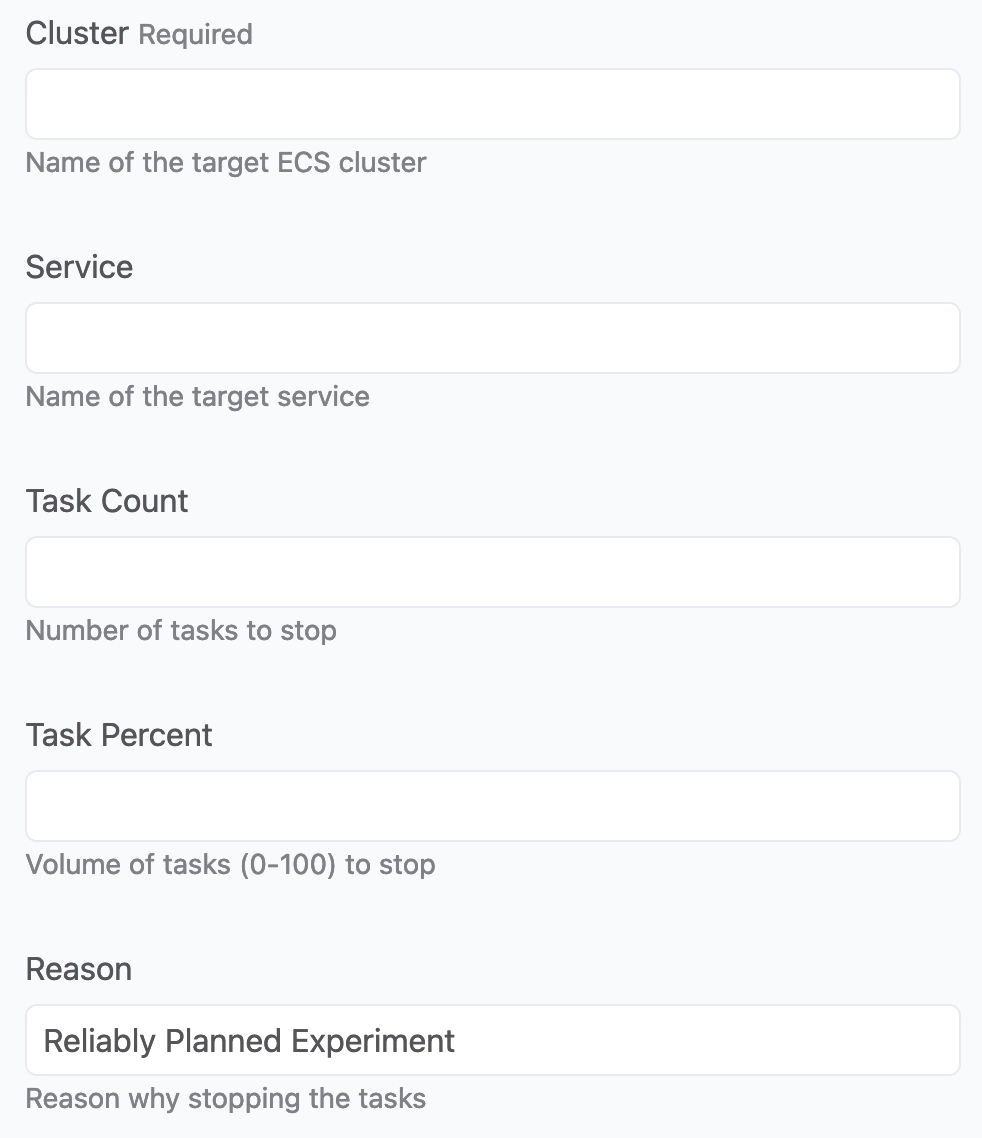 Cluster Required
Name of the target ECS cluster
Service
Name of the target service
Task Count
Number of tasks to stop
Task Percent
Volume of tasks (0-100) to stop
Reason
Reliably Planned Experiment
Reason why stopping the tasks